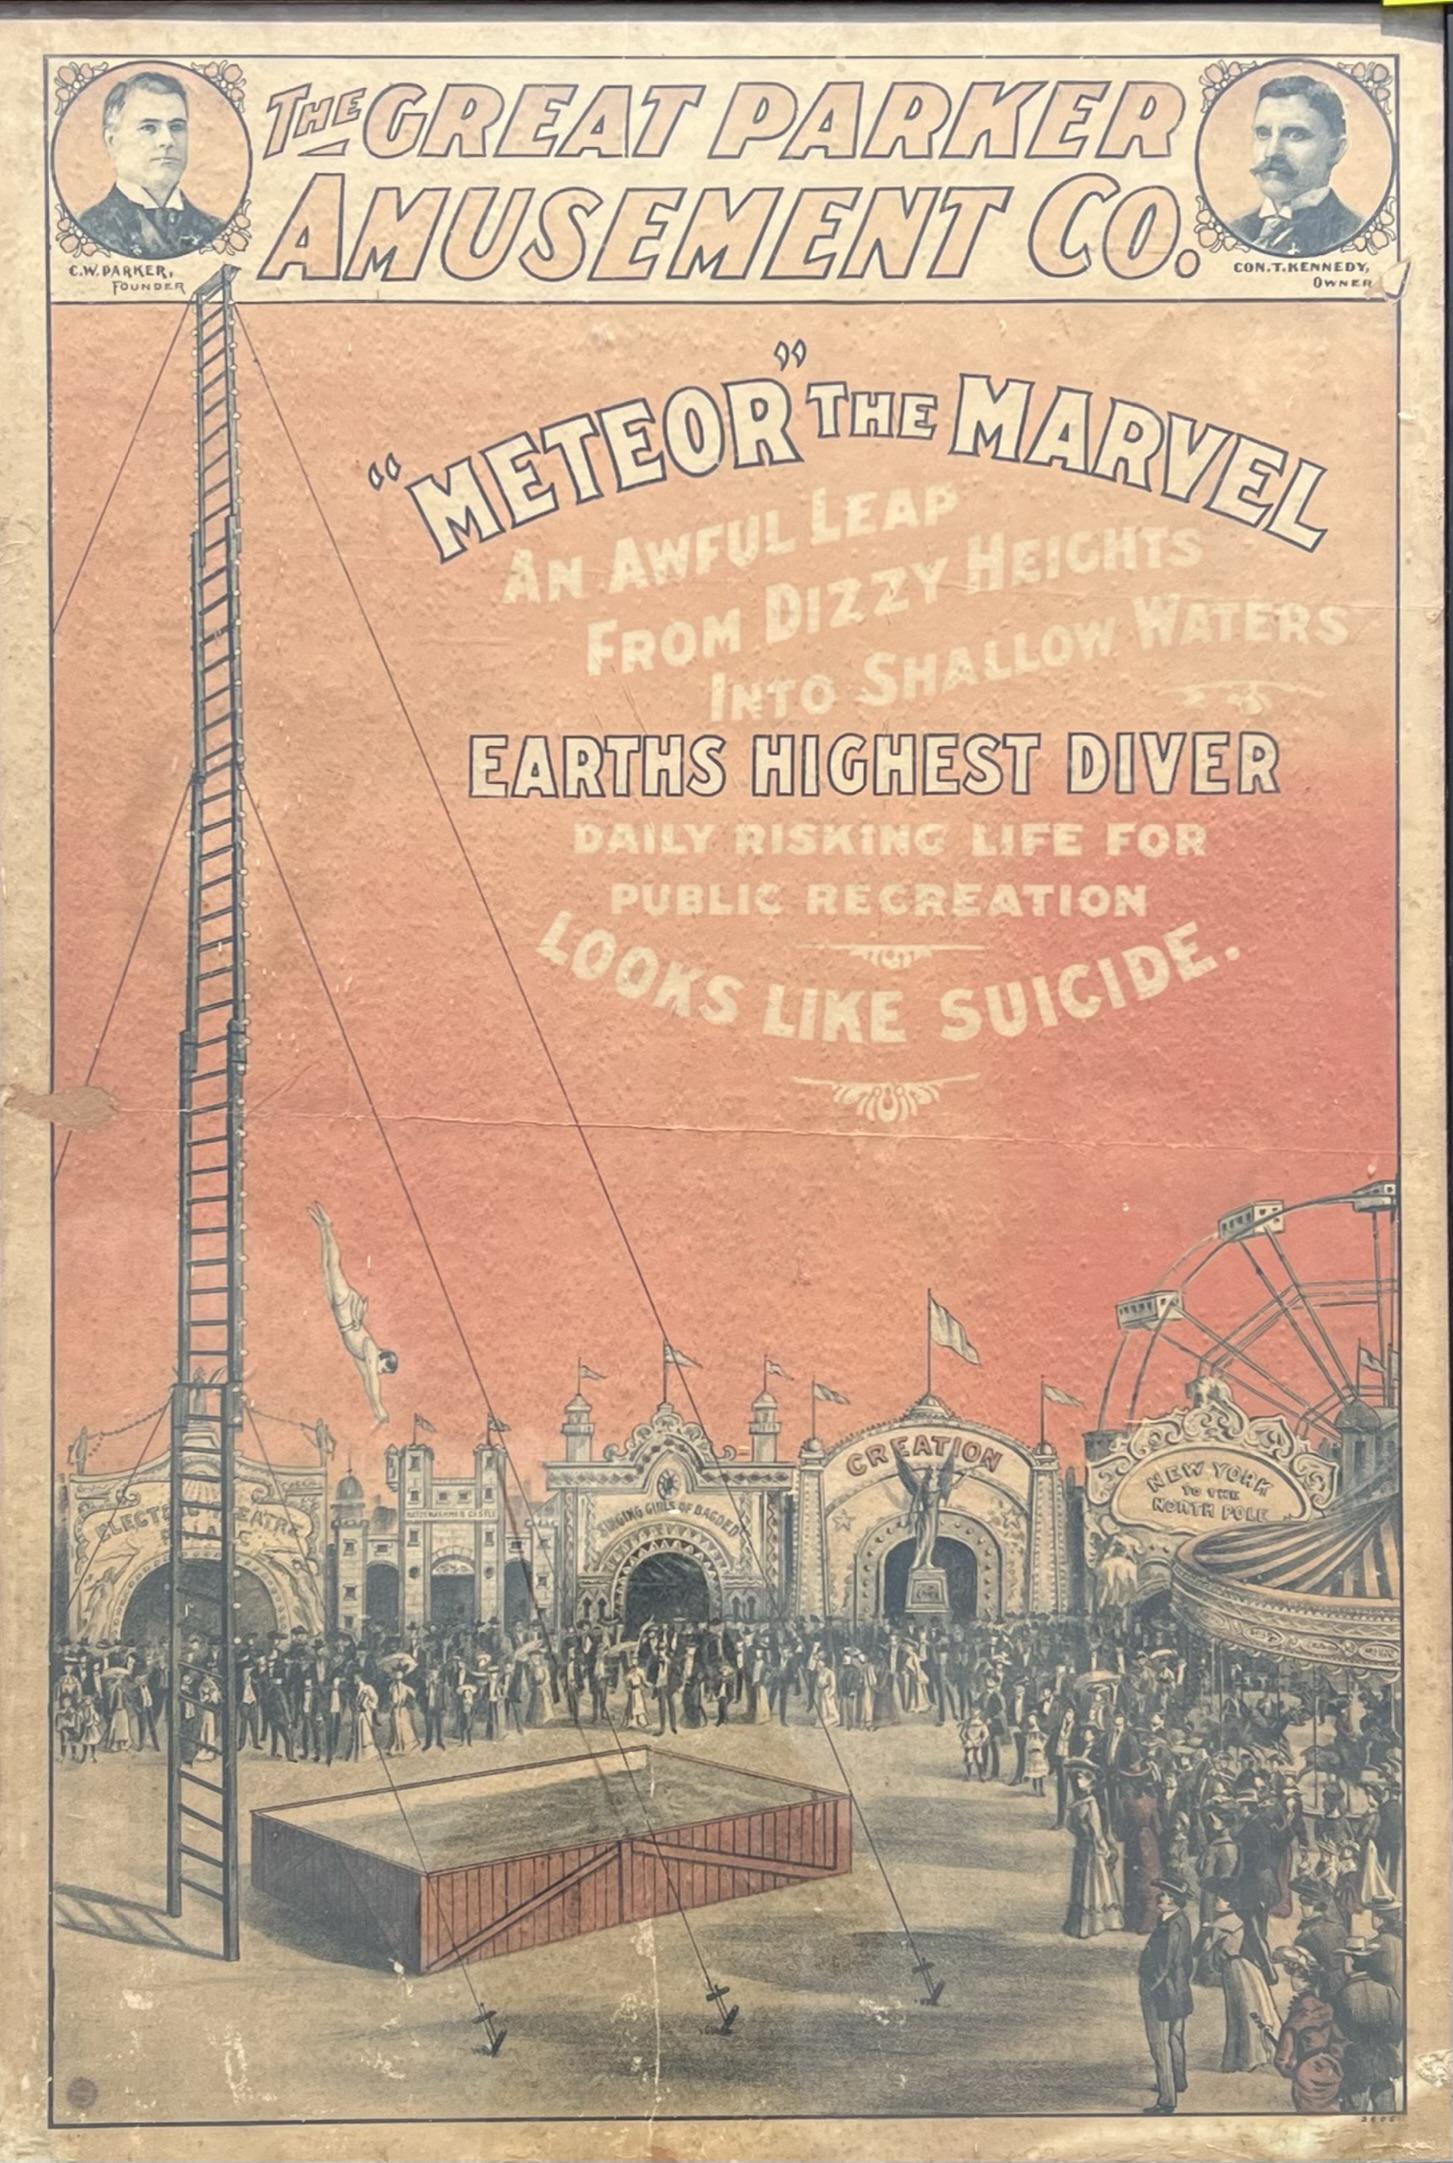 THE GREAT PARKER
AMUSEMENT CO.
C.W. PARKER,
FOUNDER
CON. T. KENNEDY,
OWNER
"METEOR" THE MARVEL
AN AWFUL LEAP
FROM DIZZY HEIGHTS
INTO SHALLOW WATERS
EARTHS HIGHEST DIVER
DAILY RISKING LIFE FOR
PUBLIC RECREATION
LOOKS LIKE SUICIDE.
CREATION
NEW YORK
TO THE
NORTH POLE
SINGING GIRLS OF BAGDED
CASTLE